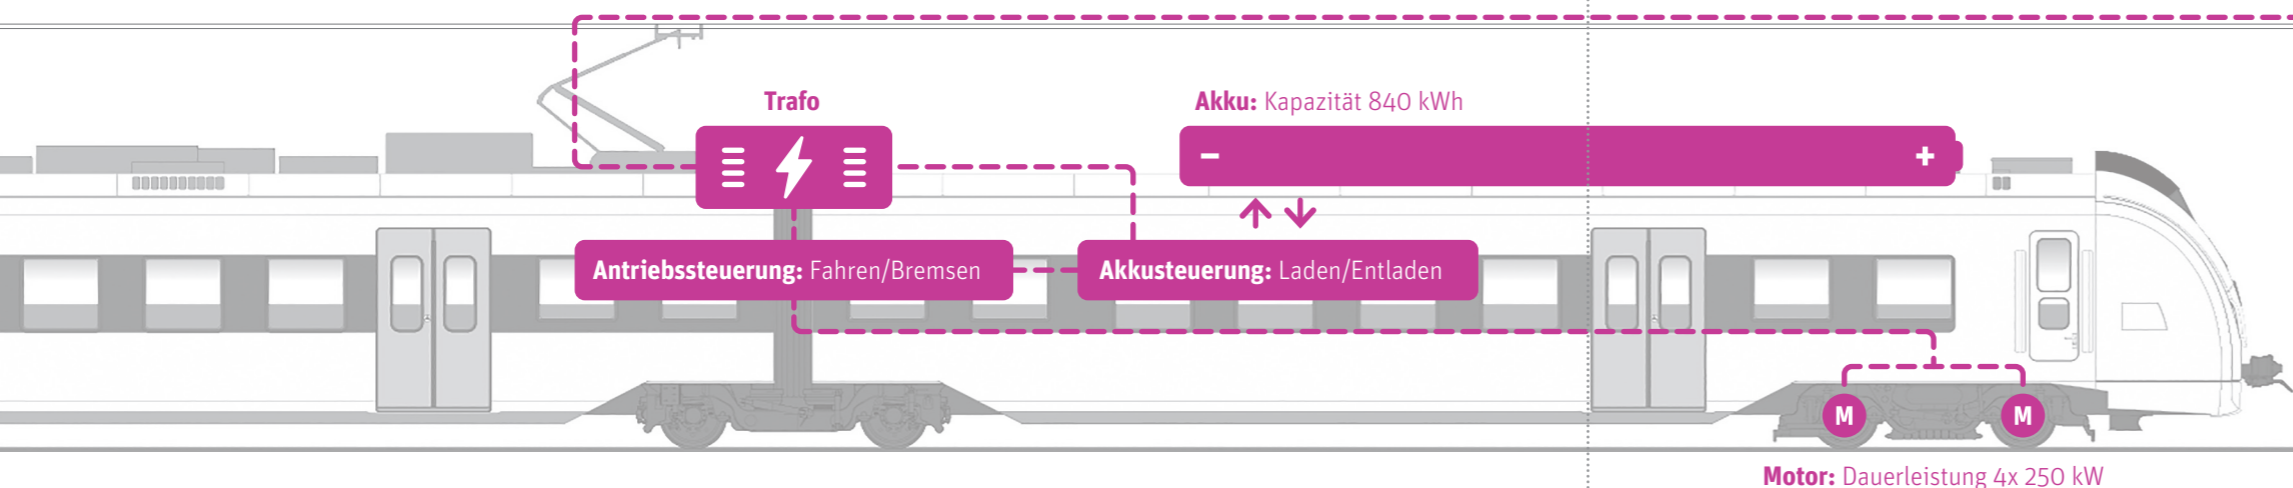 Trafo
Akku: Kapazität 840 kWh
– +
Antriebssteuerung: Fahren/Bremsen
Akkusteuerung: Laden/Entladen
M M
Motor: Dauerleistung 4x 250 kW